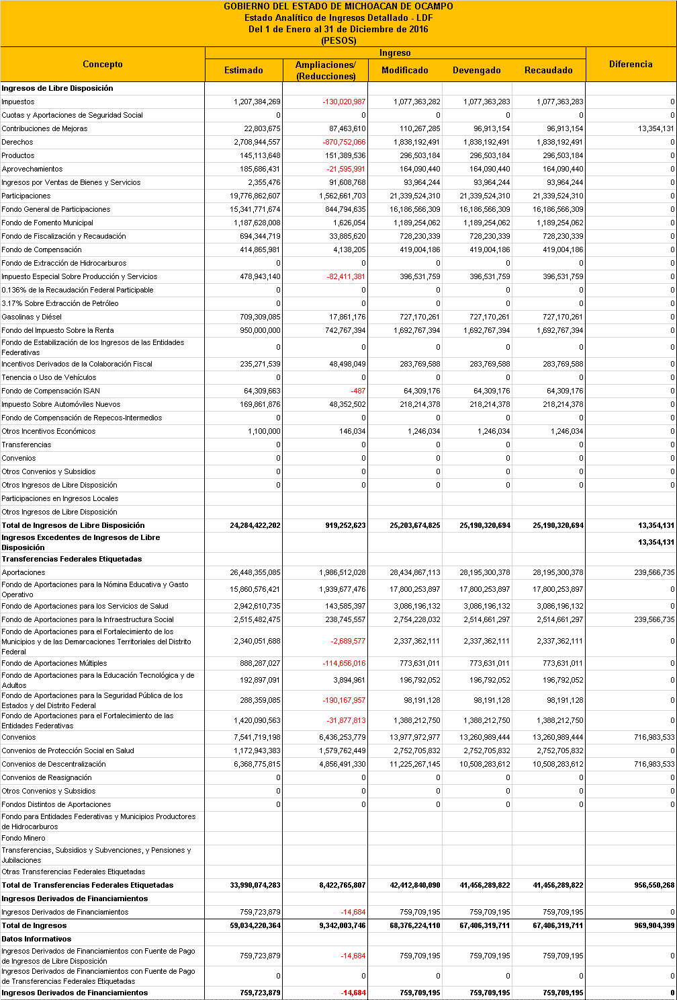 GOBIERNO DEL ESTADO DE MICHOACAN DE OCAMPO
Estado Analítico de Ingresos Detallado - LDF
Del 1 de Enero al 31 de Diciembre de 2016
(PESOS)
Ingreso
Concepto Estimado Ampliaciones/ (Reducciones) Modificado Devengado Recaudado Diferencia
Ingresos de Libre Disposición
Impuestos 1,207,384,269 -130,020,987 1,077,363,282 1,077,363,283 1,077,363,283 0
Cuotas y Aportaciones de Seguridad Social 0 0 0 0 0 0
Contribuciones de Mejoras 22,803,675 87,463,610 110,267,285 96,913,154 96,913,154 13,354,131
Derechos 2,708,944,557 -870,752,066 1,838,192,491 1,838,192,491 1,838,192,491 0
Productos 145,113,648 151,389,536 296,503,184 296,503,184 296,503,184 0
Aprovechamientos 185,686,431 -21,595,991 164,090,440 164,090,440 164,090,440 0
Ingresos por Ventas de Bienes y Servicios 2,355,476 91,608,768 93,964,244 93,964,244 93,964,244 0
Participaciones 19,776,862,607 1,562,661,703 21,339,524,310 21,339,524,310 21,339,524,310 0
Fondo General de Participaciones 15,341,771,674 844,794,635 16,186,566,309 16,186,566,309 16,186,566,309 0
Fondo de Fomento Municipal 1,187,628,008 1,626,054 1,189,254,062 1,189,254,062 1,189,254,062 0
Fondo de Fiscalización y Recaudación 694,344,719 33,885,620 728,230,339 728,230,339 728,230,339 0
Fondo de Compensación 414,865,981 4,138,205 419,004,186 419,004,186 419,004,186 0
Fondo de Extracción de Hidrocarburos 0 0 0 0 0 0
Impuesto Especial Sobre Producción y Servicios 478,943,140 -82,411,381 396,531,759 396,531,759 396,531,759 0
0.136% de la Recaudación Federal Participable 0 0 0 0 0 0
3.17% Sobre Extracción de Petróleo 0 0 0 0 0 0
Gasolinas y Diésel 709,309,085 17,861,176 727,170,261 727,170,261 727,170,261 0
Fondo del Impuesto Sobre la Renta 950,000,000 742,767,394 1,692,767,394 1,692,767,394 1,692,767,394 0
Fondo de Estabilización de los Ingresos de las Entidades
Federativas 0 0 0 0 0 0
Incentivos Derivados de la Colaboración Fiscal 235,271,539 48,498,049 283,769,588 283,769,588 283,769,588 0
Tenencia o Uso de Vehículos 0 0 0 0 0 0
Fondo de Compensación ISAN 64,309,663 -487 64,309,176 64,309,176 64,309,176 0
Impuesto Sobre Automóviles Nuevos 169,861,876 48,352,502 218,214,378 218,214,378 218,214,378 0
Fondo de Compensación de Repecos-Intermedios 0 0 0 0 0 0
Otros Incentivos Económicos 1,100,000 146,034 1,246,034 1,246,034 1,246,034 0
Transferencias 0 0 0 0 0 0
Convenios 0 0 0 0 0 0
Otros Convenios y Subsidios 0 0 0 0 0 0
Otros Ingresos de Libre Disposición 0 0 0 0 0 0
Participaciones en Ingresos Locales
Otros Ingresos de Libre Disposición
Total de Ingresos de Libre Disposición 24,284,422,202 919,252,623 25,203,674,825 25,190,320,694 25,190,320,694 13,354,131
Ingresos Excedentes de Ingresos de Libre
Disposición 13,354,131
Transferencias Federales Etiquetadas
Aportaciones 26,448,355,085 1,986,512,028 28,434,867,113 28,195,300,378 28,195,300,378 239,566,735
Fondo de Aportaciones para la Nómina Educativa y Gasto
Operativo 15,860,576,421 1,939,677,476 17,800,253,897 17,800,253,897 17,800,253,897 0
Fondo de Aportaciones para los Servicios de Salud 2,942,610,735 143,585,397 3,086,196,132 3,086,196,132 3,086,196,132 0
Fondo de Aportaciones para la Infraestructura Social 2,515,482,475 238,745,557 2,754,228,032 2,514,661,297 2,514,661,297 239,566,735
Fondo de Aportaciones para el Fortalecimiento de los
Municipios y de las Demarcaciones Territoriales del Distrito
Federal 2,340,051,688 -2,689,577 2,337,362,111 2,337,362,111 2,337,362,111 0
Fondo de Aportaciones Múltiples 888,287,027 -114,656,016 773,631,011 773,631,011 773,631,011 0
Fondo de Aportaciones para la Educación Tecnológica y de
Adultos 192,897,091 3,894,961 196,792,052 196,792,052 196,792,052 0
Fondo de Aportaciones para la Seguridad Pública de los
Estados y del Distrito Federal 288,359,085 -190,167,957 98,191,128 98,191,128 98,191,128 0
Fondo de Aportaciones para el Fortalecimiento de las
Entidades Federativas 1,420,090,563 -31,877,813 1,388,212,750 1,388,212,750 1,388,212,750 0
Convenios 7,541,719,198 6,436,253,779 13,977,972,977 13,260,989,444 13,260,989,444 716,983,533
Convenios de Protección Social en Salud 1,172,943,383 1,579,762,449 2,752,705,832 2,752,705,832 2,752,705,832 0
Convenios de Descentralización 6,368,775,815 4,856,491,330 11,225,267,145 10,508,283,612 10,508,283,612 716,983,533
Convenios de Reasignación 0 0 0 0 0 0
Otros Convenios y Subsidios 0 0 0 0 0 0
Fondos Distintos de Aportaciones 0 0 0 0 0 0
Fondo para Entidades Federativas y Municipios Productores
de Hidrocarburos
Fondo Minero
Transferencias, Subsidios y Subvenciones, y Pensiones y
Jubilaciones
Otras Transferencias Federales Etiquetadas
Total de Transferencias Federales Etiquetadas 33,990,074,283 8,422,765,807 42,412,840,090 41,456,289,822 41,456,289,822 956,550,268
Ingresos Derivados de Financiamientos
Ingresos Derivados de Financiamientos 759,723,879 -14,684 759,709,195 759,709,195 759,709,195 0
Total de Ingresos 59,034,220,364 9,342,003,746 68,376,224,110 67,406,319,711 67,406,319,711 969,904,399
Datos Informativos
Ingresos Derivados de Financiamientos con Fuente de Pago
de Ingresos de Libre Disposición 759,723,879 -14,684 759,709,195 759,709,195 759,709,195 0
Ingresos Derivados de Financiamientos con Fuente de Pago
de Transferencias Federales Etiquetadas 0 0 0 0 0 0
Ingresos Derivados de Financiamientos 759,723,879 -14,684 759,709,195 759,709,195 759,709,195 0